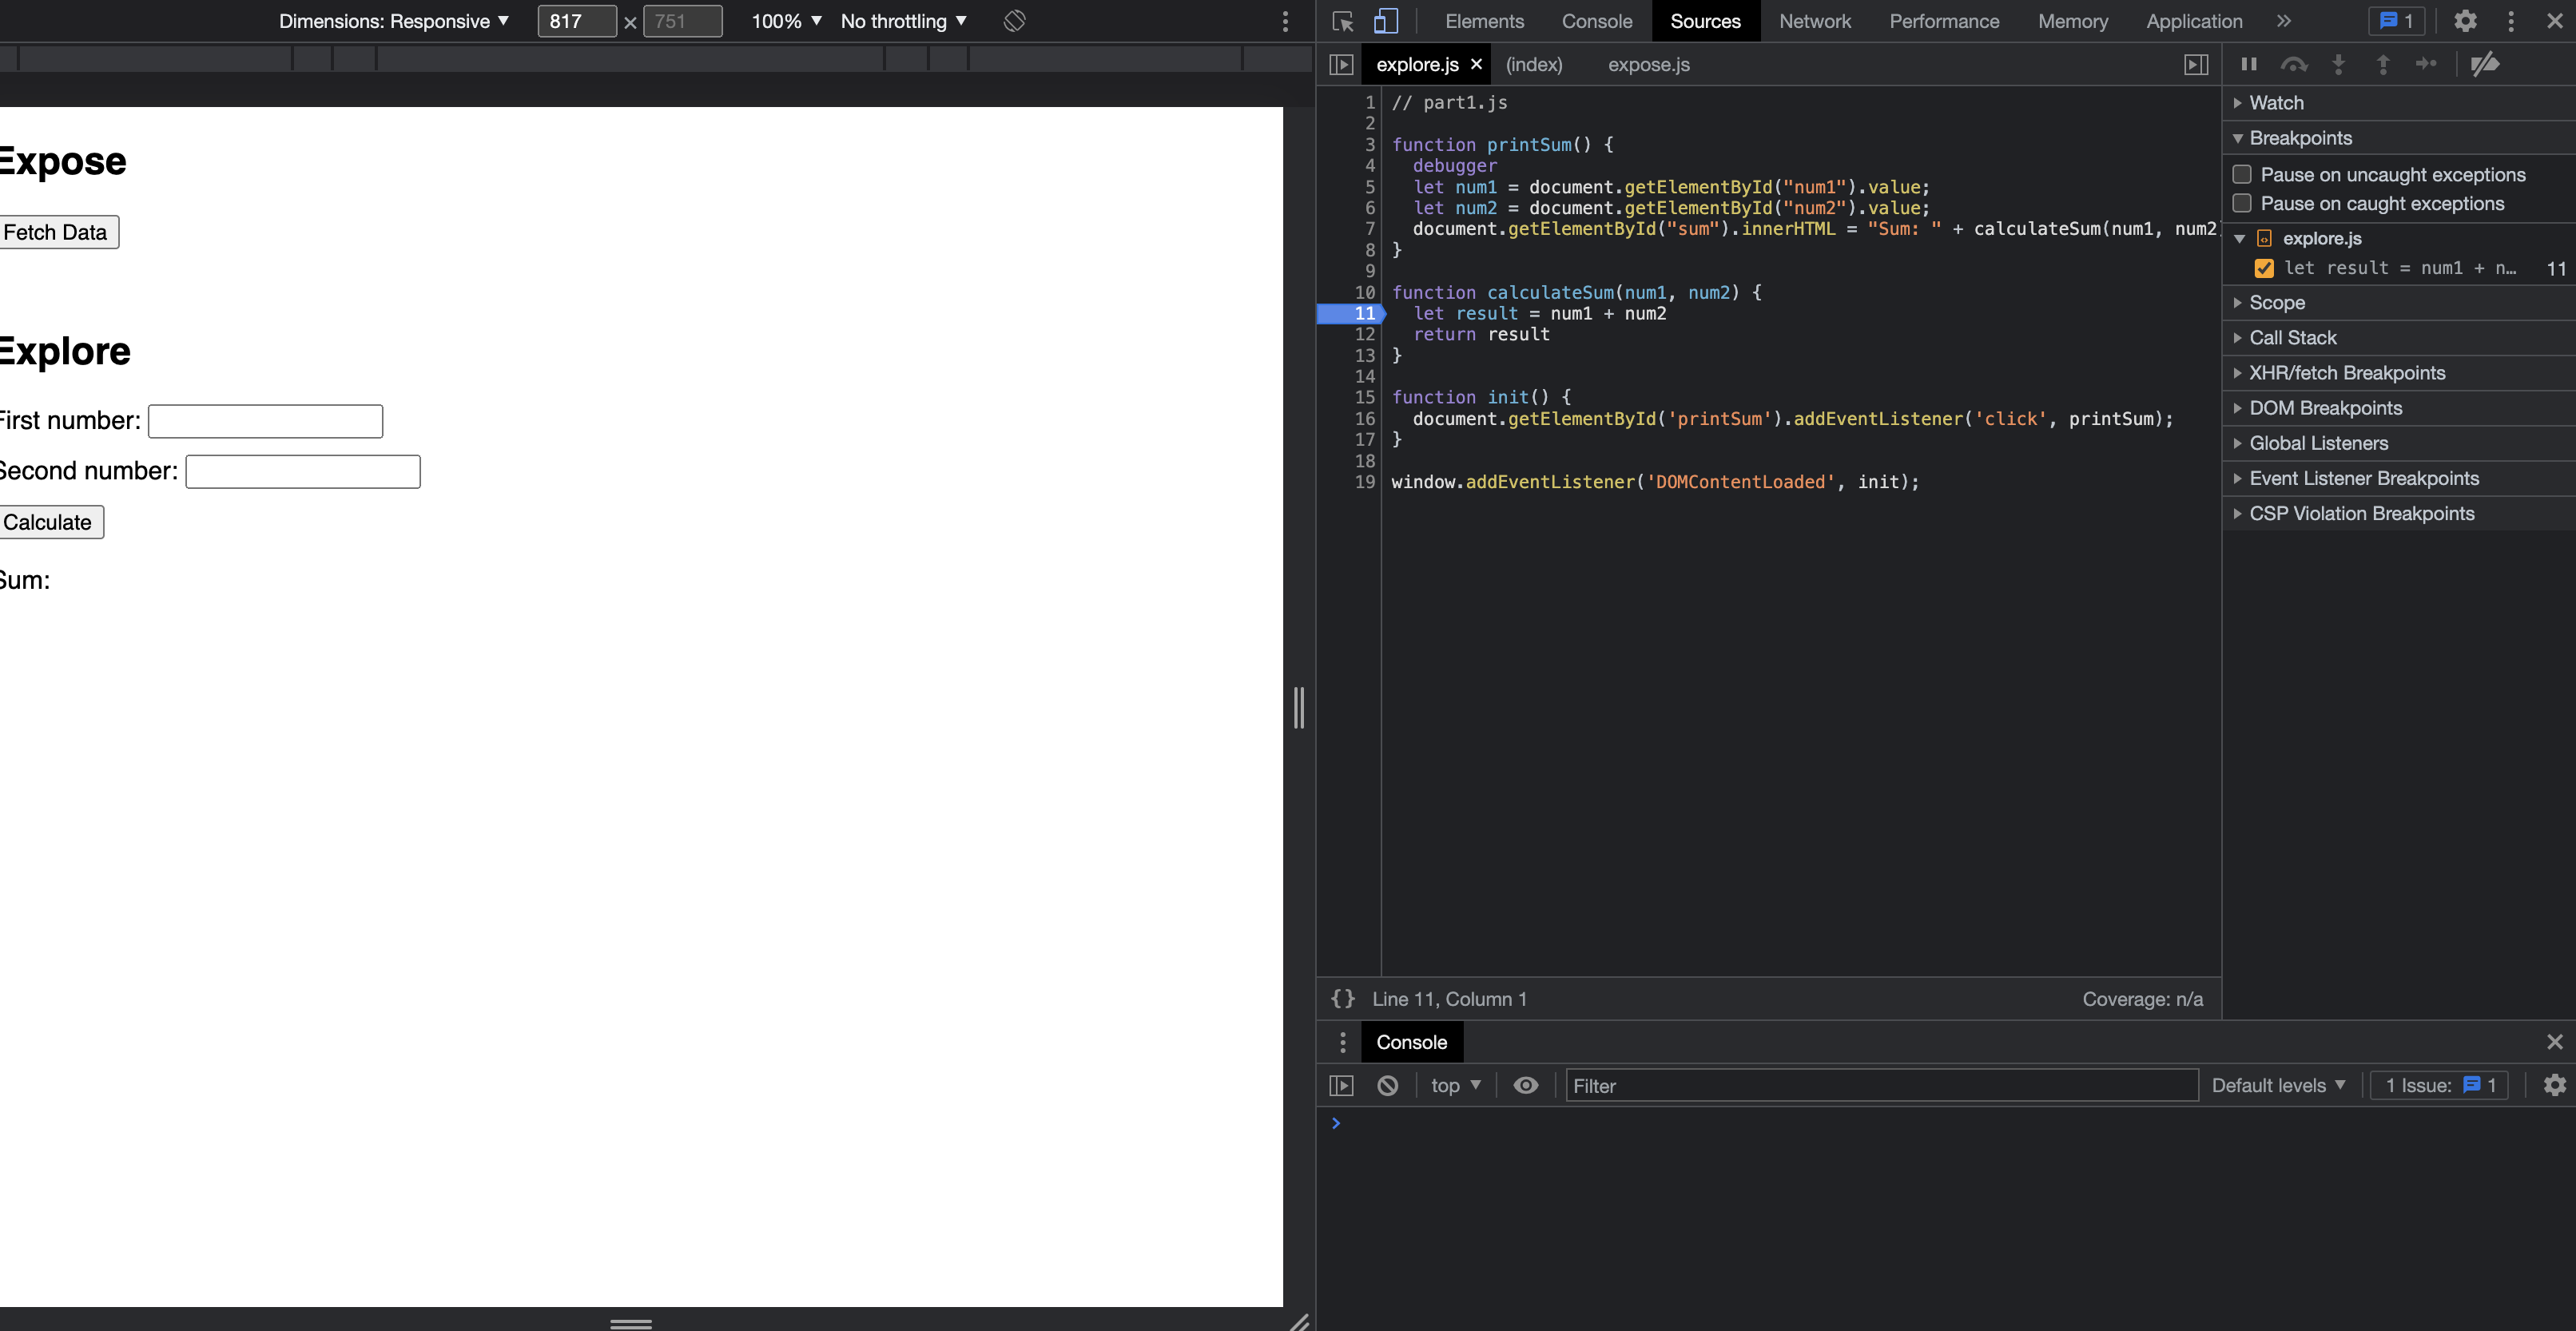 Dimensions: Responsive 817 × 751 100% No throttling
Expose
Fetch Data
Explore
First number:
Second number:
Calculate
Sum:
Elements Console Sources Network Performance Memory Application » 1
explore.js × (index) expose.js
1 // part1.js
2
3 function printSum() {
4 debugger
5 let num1 = document.getElementById("num1").value;
6 let num2 = document.getElementById("num2").value;
7 document.getElementById("sum").innerHTML = "Sum: " + calculateSum(num1, num2
8 }
9
10 function calculateSum(num1, num2) {
11 let result = num1 + num2
12 return result
13 }
14
15 function init() {
16 document.getElementById('printSum').addEventListener('click', printSum);
17 }
18
19 window.addEventListener('DOMContentLoaded', init);
{} Line 11, Column 1 Coverage: n/a
Watch
Breakpoints
Pause on uncaught exceptions
Pause on caught exceptions
explore.js
let result = num1 + n… 11
Scope
Call Stack
XHR/fetch Breakpoints
DOM Breakpoints
Global Listeners
Event Listener Breakpoints
CSP Violation Breakpoints
Console
top Filter Default levels 1 Issue: 1